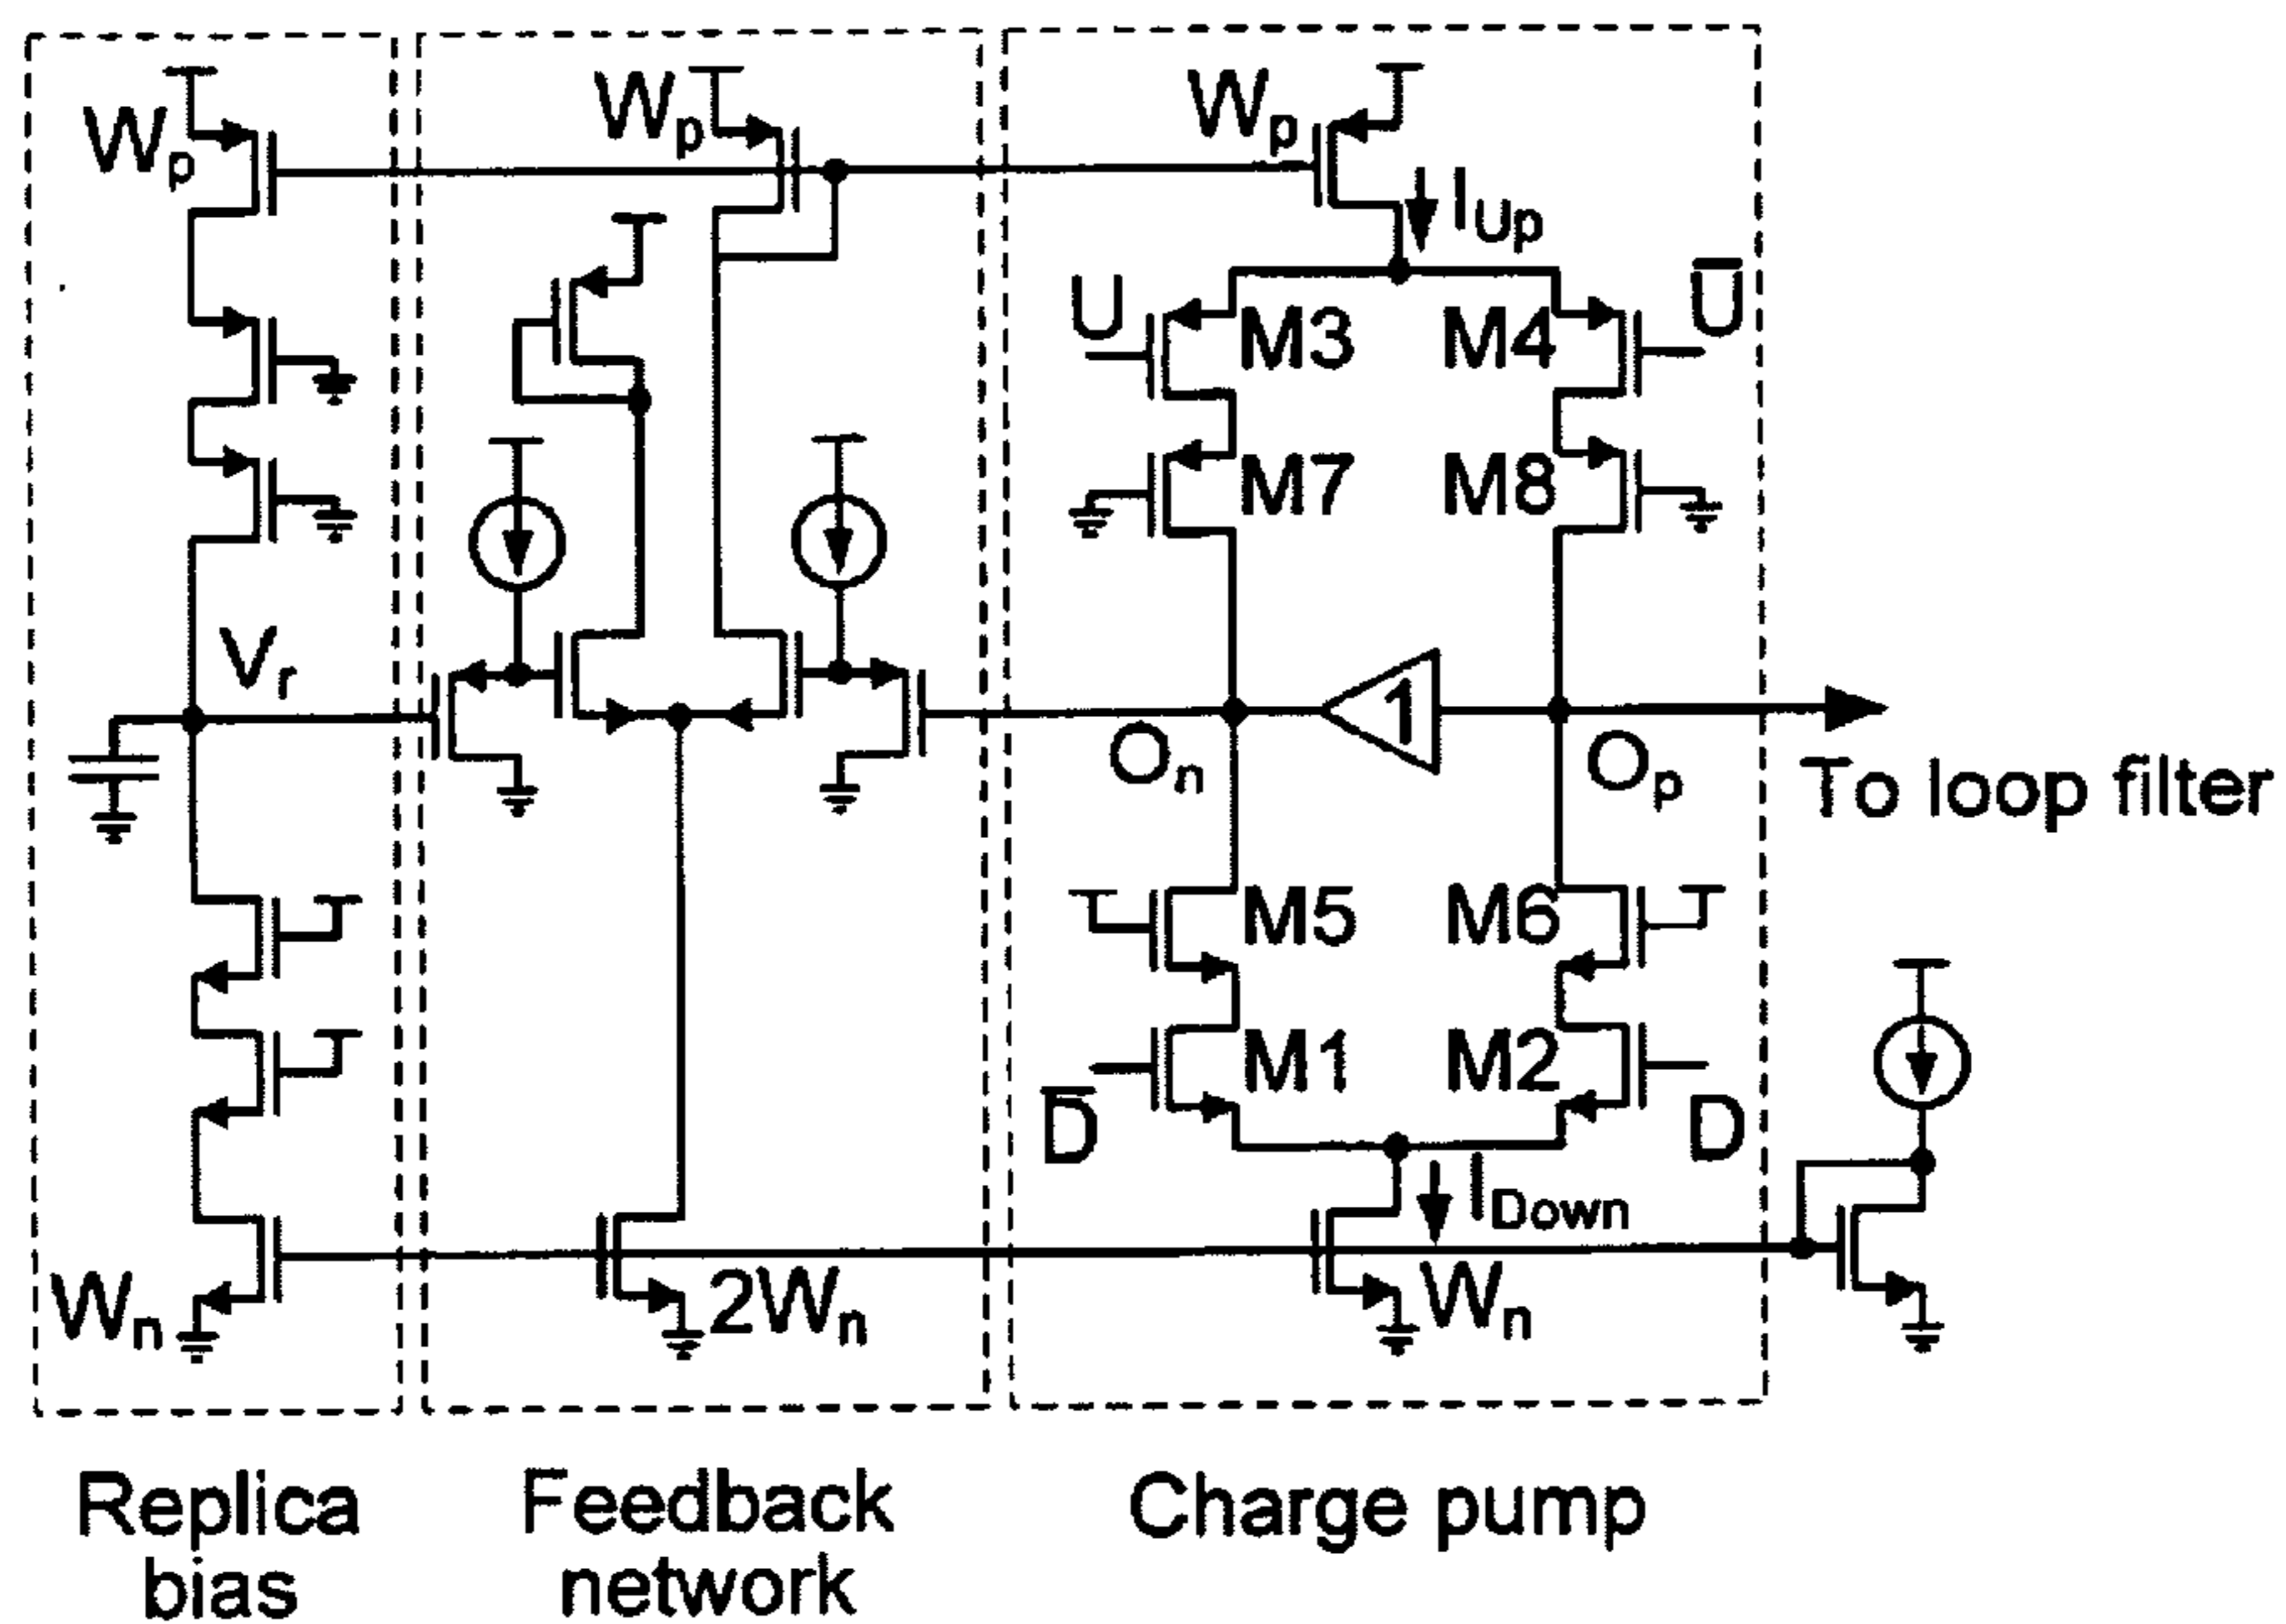 Wp
Wp
Wp
IUp
U
M3
M4
U̅
M7
M8
Vr
1
On
Op
To loop filter
M5
M6
M1
M2
D̅
D
IDown
Wn
2Wn
Wn
Replica
bias
Feedback
network
Charge pump